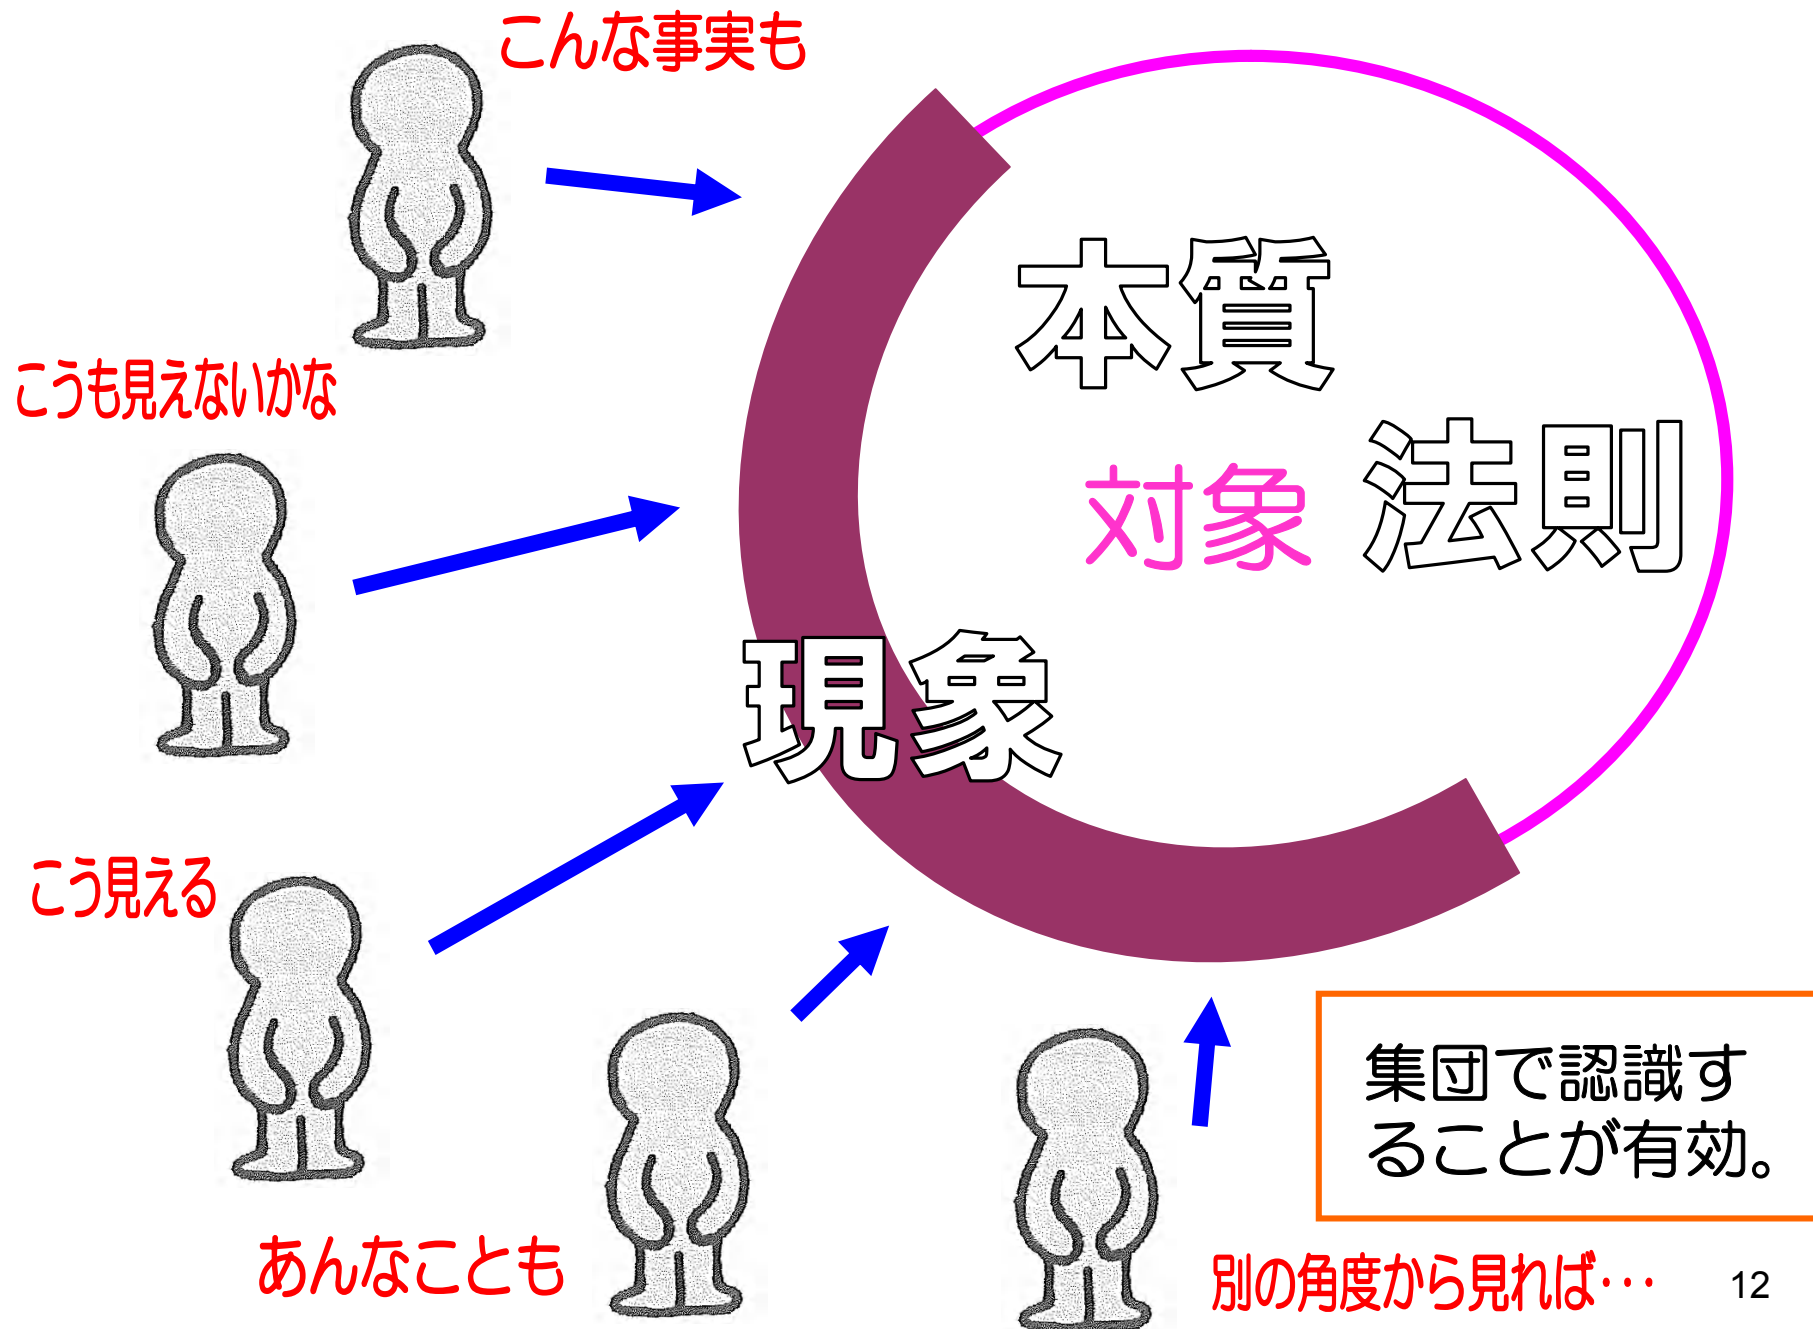 こんな事実も
本質
こうも見えないかな
対象
法則
現象
こう見える
集団で認識す
ることが有効。
あんなことも
別の角度から見れば・・・
12